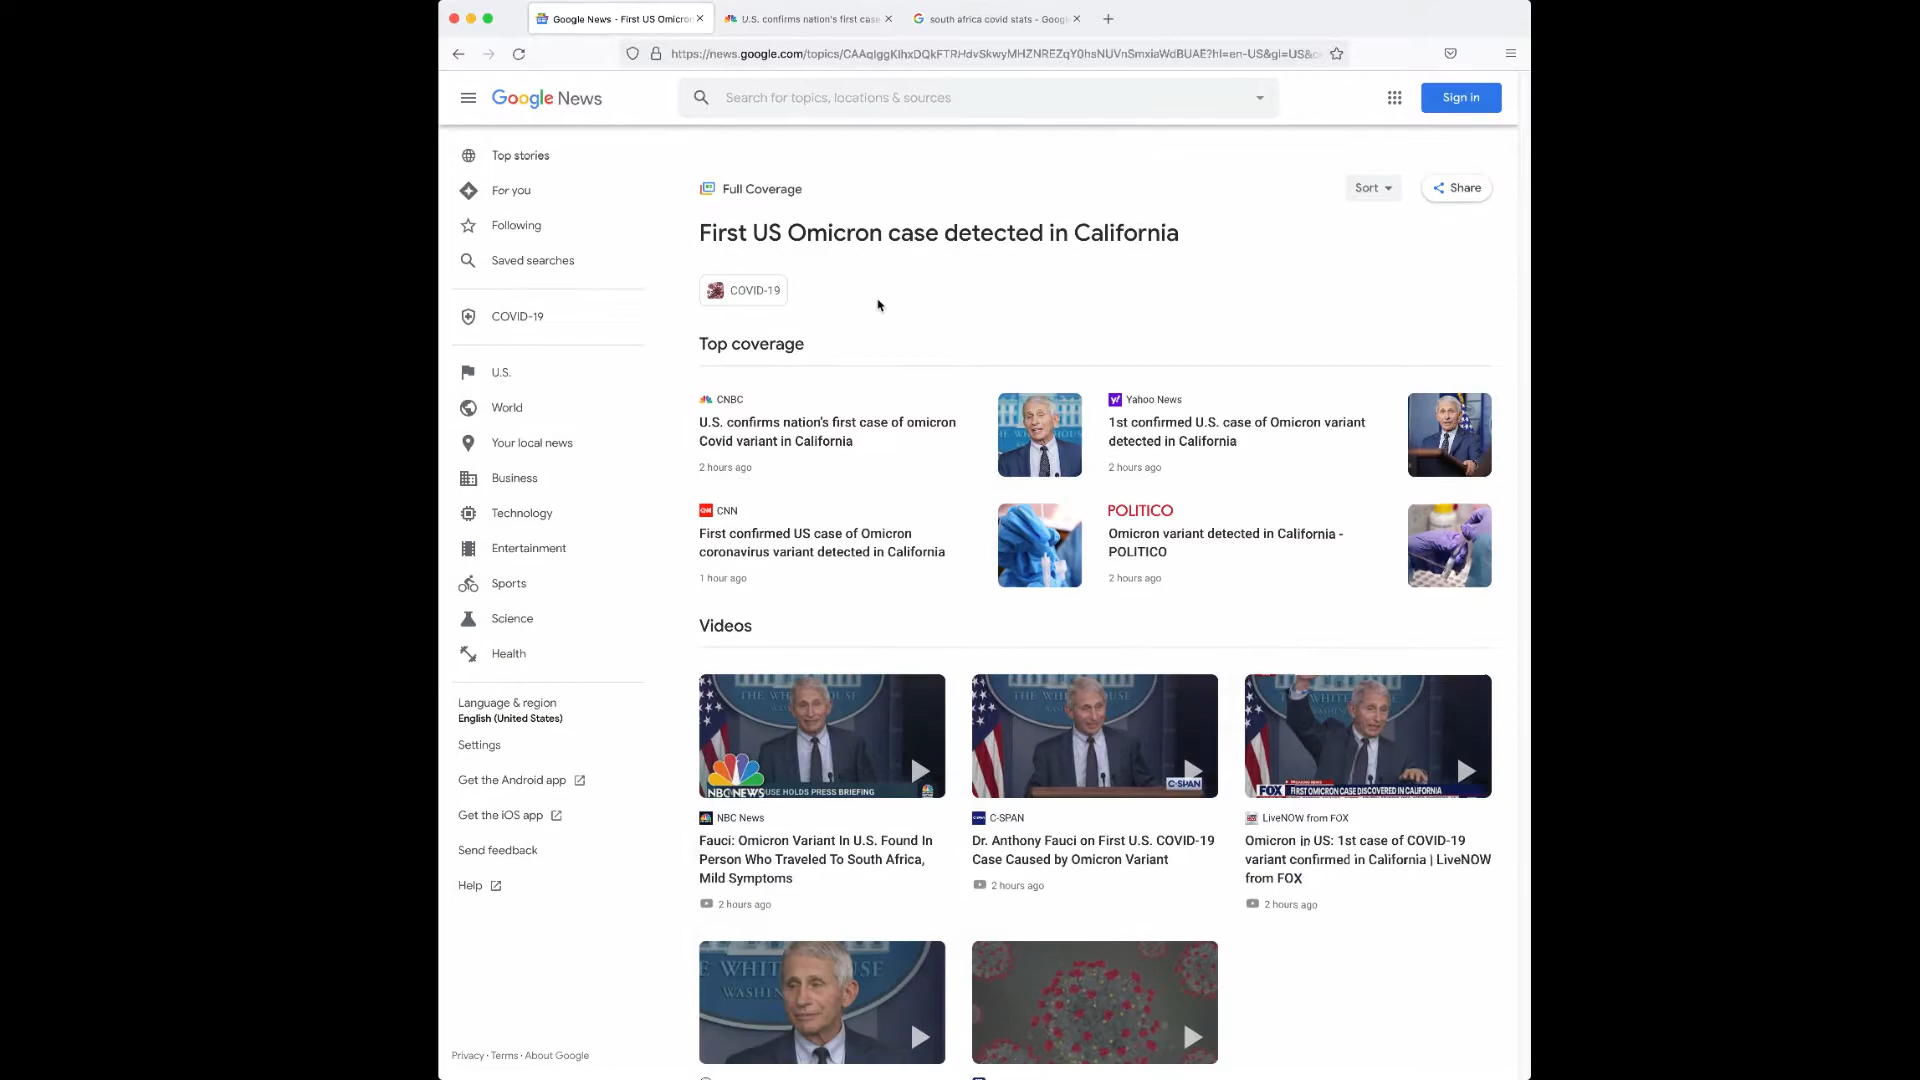 Google News - First US Omicron
U.S. confirms nation's first case
south africa covid stats - Googl
https://news.google.com/topics/
Google News
Search for topics, locations & sources
Sign in
Top stories
For you
Following
Saved searches
COVID-19
U.S.
World
Your local news
Business
Technology
Entertainment
Sports
Science
Health
Language & region
English (United States)
Settings
Get the Android app
Get the iOS app
Send feedback
Help
Privacy · Terms · About Google
Full Coverage
Sort
Share
First US Omicron case detected in California
COVID-19
Top coverage
CNBC
U.S. confirms nation's first case of omicron
Covid variant in California
2 hours ago
Yahoo News
1st confirmed U.S. case of Omicron variant
detected in California
2 hours ago
CNN
First confirmed US case of Omicron
coronavirus variant detected in California
1 hour ago
POLITICO
Omicron variant detected in California -
POLITICO
2 hours ago
Videos
THE WHITE HOUSE
NBC NEWS
USE HOLDS PRESS BRIEFING
NBC News
Fauci: Omicron Variant In U.S. Found In
Person Who Traveled To South Africa,
Mild Symptoms
2 hours ago
C-SPAN
C-SPAN
Dr. Anthony Fauci on First U.S. COVID-19
Case Caused by Omicron Variant
2 hours ago
FOX
FIRST OMICRON CASE DISCOVERED IN CALIFORNIA
LiveNOW from FOX
Omicron in US: 1st case of COVID-19
variant confirmed in California | LiveNOW
from FOX
2 hours ago